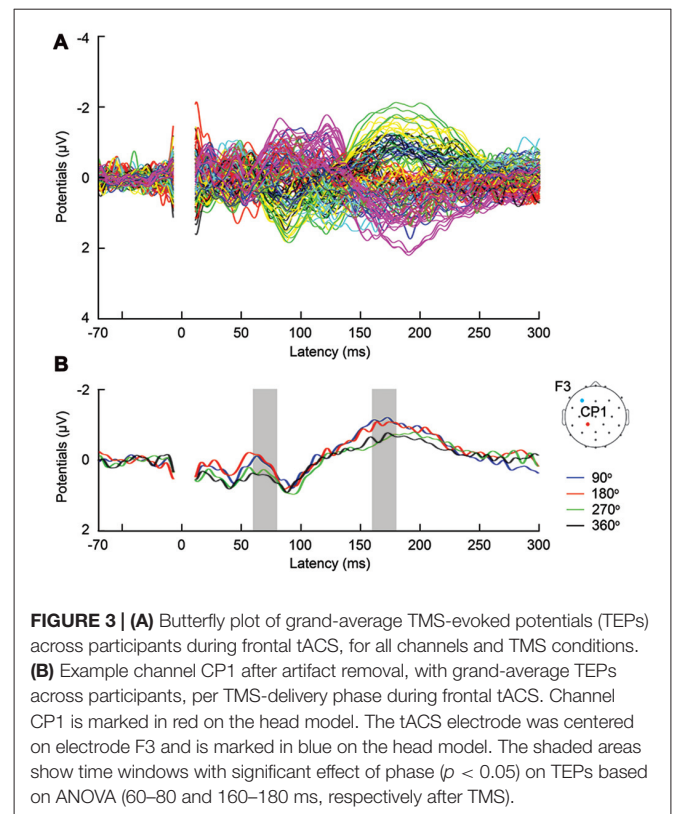 A
-4
-2
0
2
4
Potentials (µV)
-70 0 50 100 150 200 250 300
Latency (ms)
B
-2
0
2
Potentials (µV)
-70 0 50 100 150 200 250 300
Latency (ms)
F3
CP1
90º
180º
270º
360º
FIGURE 3 | (A) Butterfly plot of grand-average TMS-evoked potentials (TEPs)
across participants during frontal tACS, for all channels and TMS conditions.
(B) Example channel CP1 after artifact removal, with grand-average TEPs
across participants, per TMS-delivery phase during frontal tACS. Channel
CP1 is marked in red on the head model. The tACS electrode was centered
on electrode F3 and is marked in blue on the head model. The shaded areas
show time windows with significant effect of phase (p < 0.05) on TEPs based
on ANOVA (60–80 and 160–180 ms, respectively after TMS).